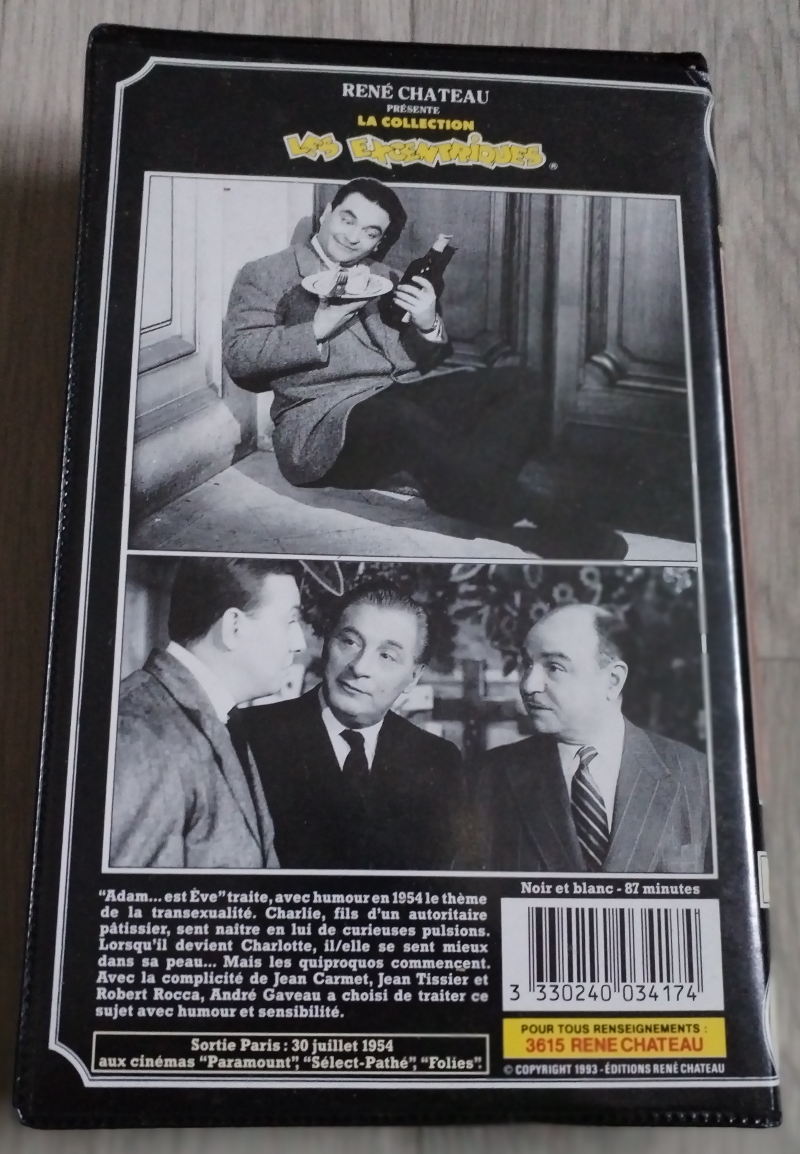 RENÉ CHATEAU
PRÉSENTE
LA COLLECTION
LES EXCENTRIQUES ®
"Adam... est Ève" traite, avec humour en 1954 le thème
de la transexualité. Charlie, fils d'un autoritaire
pâtissier, sent naître en lui de curieuses pulsions.
Lorsqu'il devient Charlotte, il/elle se sent mieux
dans sa peau... Mais les quiproquos commencent.
Avec la complicité de Jean Carmet, Jean Tissier et
Robert Rocca, André Gaveau a choisi de traiter ce
sujet avec humour et sensibilité.
Sortie Paris : 30 juillet 1954
aux cinémas "Paramount", "Sélect-Pathé", "Folies".
Noir et blanc - 87 minutes
3 330240 034174
POUR TOUS RENSEIGNEMENTS :
3615 RENE CHATEAU
© COPYRIGHT 1993 - ÉDITIONS RENÉ CHATEAU